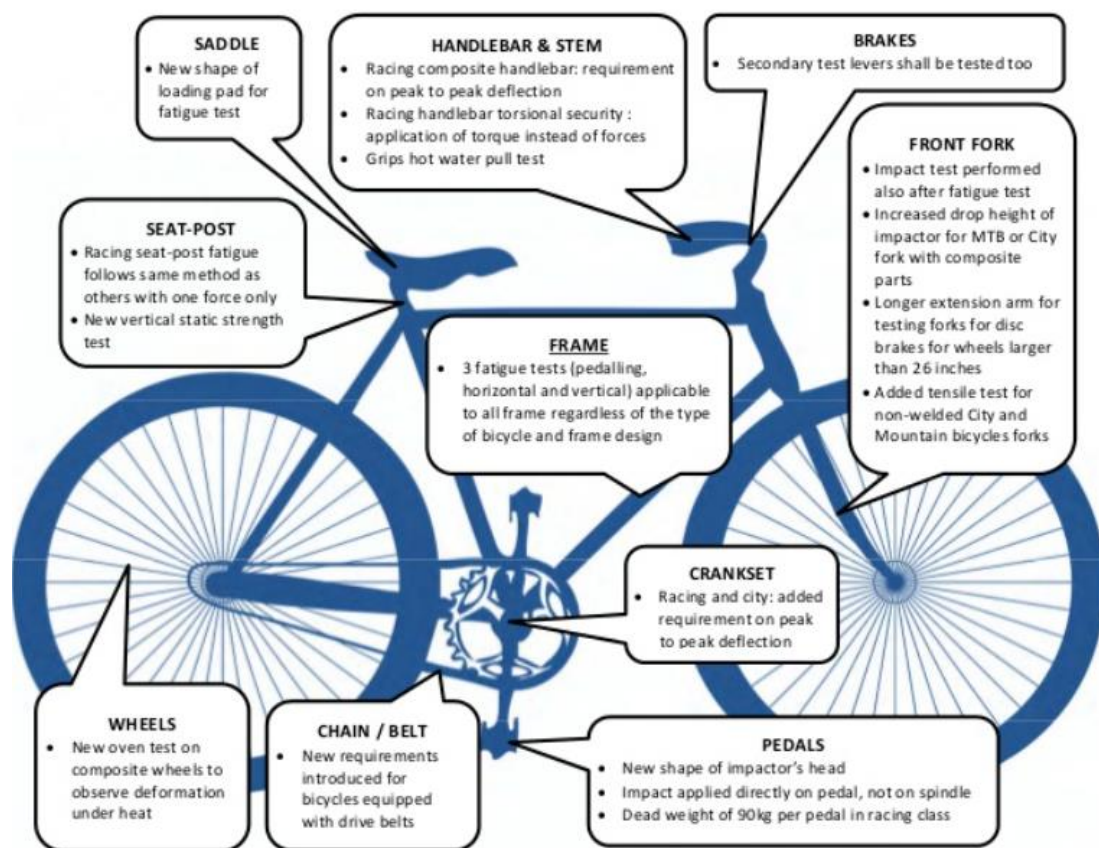 SADDLE
• New shape of
loading pad for
fatigue test
HANDLEBAR & STEM
• Racing composite handlebar: requirement
on peak to peak deflection
• Racing handlebar torsional security :
application of torque instead of forces
• Grips hot water pull test
BRAKES
• Secondary test levers shall be tested too
FRONT FORK
• Impact test performed
also after fatigue test
• Increased drop height of
impactor for MTB or City
fork with composite
parts
• Longer extension arm for
testing forks for disc
brakes for wheels larger
than 26 inches
• Added tensile test for
non-welded City and
Mountain bicycles forks
SEAT-POST
• Racing seat-post fatigue
follows same method as
others with one force only
• New vertical static strength
test
FRAME
• 3 fatigue tests (pedalling,
horizontal and vertical) applicable
to all frame regardless of the type
of bicycle and frame design
CRANKSET
• Racing and city: added
requirement on peak
to peak deflection
WHEELS
• New oven test on
composite wheels to
observe deformation
under heat
CHAIN / BELT
• New requirements
introduced for
bicycles equipped
with drive belts
PEDALS
• New shape of impactor's head
• Impact applied directly on pedal, not on spindle
• Dead weight of 90kg per pedal in racing class